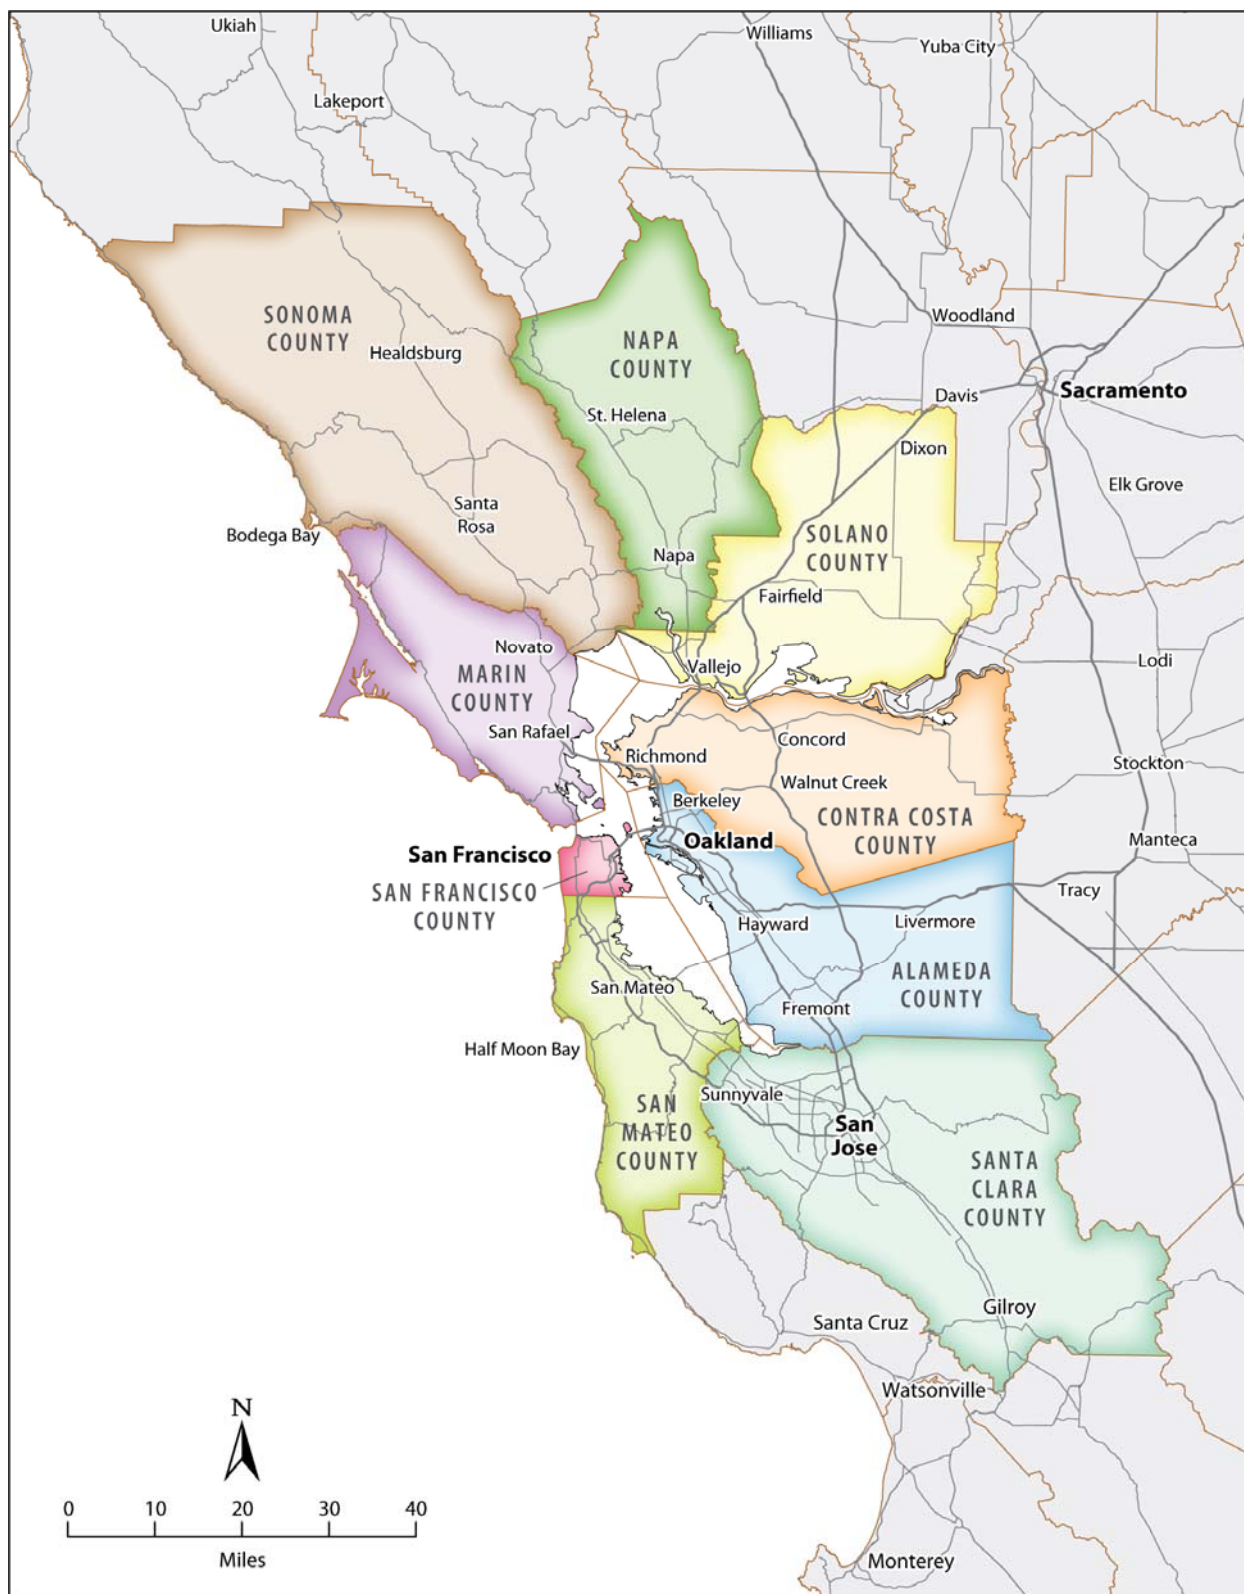 Ukiah
Williams
Yuba City
Lakeport
SONOMA
COUNTY
Woodland
NAPA
COUNTY
Healdsburg
Sacramento
Davis
St. Helena
Dixon
Elk Grove
Santa
Rosa
Bodega Bay
SOLANO
COUNTY
Napa
Fairfield
Novato
Vallejo
Lodi
MARIN
COUNTY
San Rafael
Concord
Richmond
Stockton
Walnut Creek
Berkeley
CONTRA COSTA
COUNTY
Oakland
Manteca
San Francisco
SAN FRANCISCO
COUNTY
Tracy
Hayward
Livermore
ALAMEDA
COUNTY
San Mateo
Fremont
Half Moon Bay
Sunnyvale
SAN
MATEO
COUNTY
San
Jose
SANTA
CLARA
COUNTY
Gilroy
Santa Cruz
Watsonville
N
0 10 20 30 40
Miles
Monterey